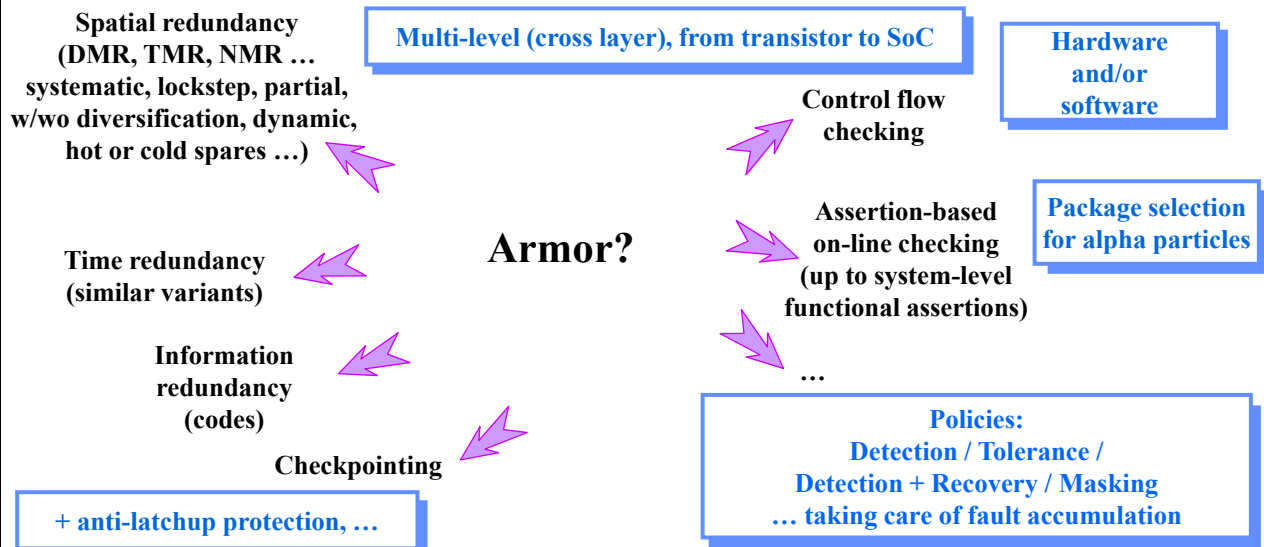 Spatial redundancy
(DMR, TMR, NMR …
systematic, lockstep, partial,
w/wo diversification, dynamic,
hot or cold spares …)
Multi-level (cross layer), from transistor to SoC
Hardware
and/or
software
Control flow
checking
Armor?
Assertion-based
on-line checking
(up to system-level
functional assertions)
Package selection
for alpha particles
Time redundancy
(similar variants)
Information
redundancy
(codes)
…
Checkpointing
Policies:
Detection / Tolerance /
Detection + Recovery / Masking
… taking care of fault accumulation
+ anti-latchup protection, …